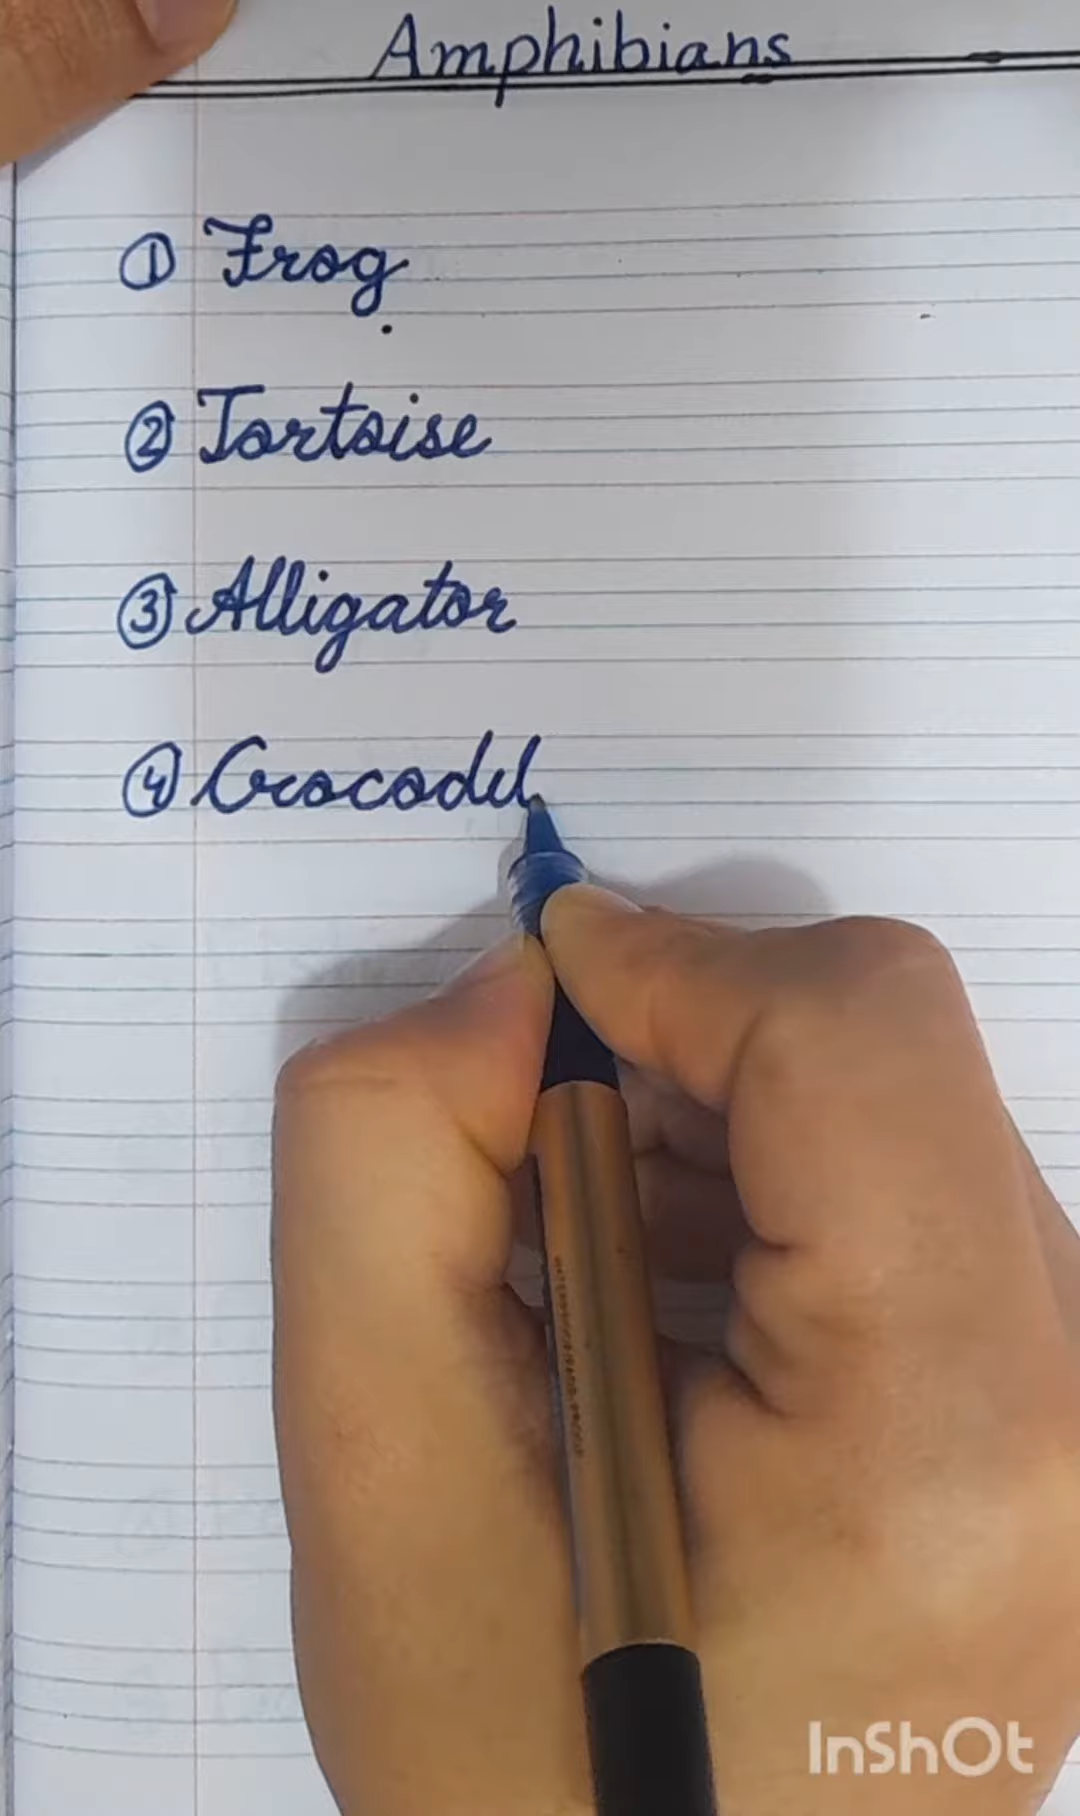 Amphibians
① Frog
② Tortoise
③ Alligator
④ Crocodil
InShOt